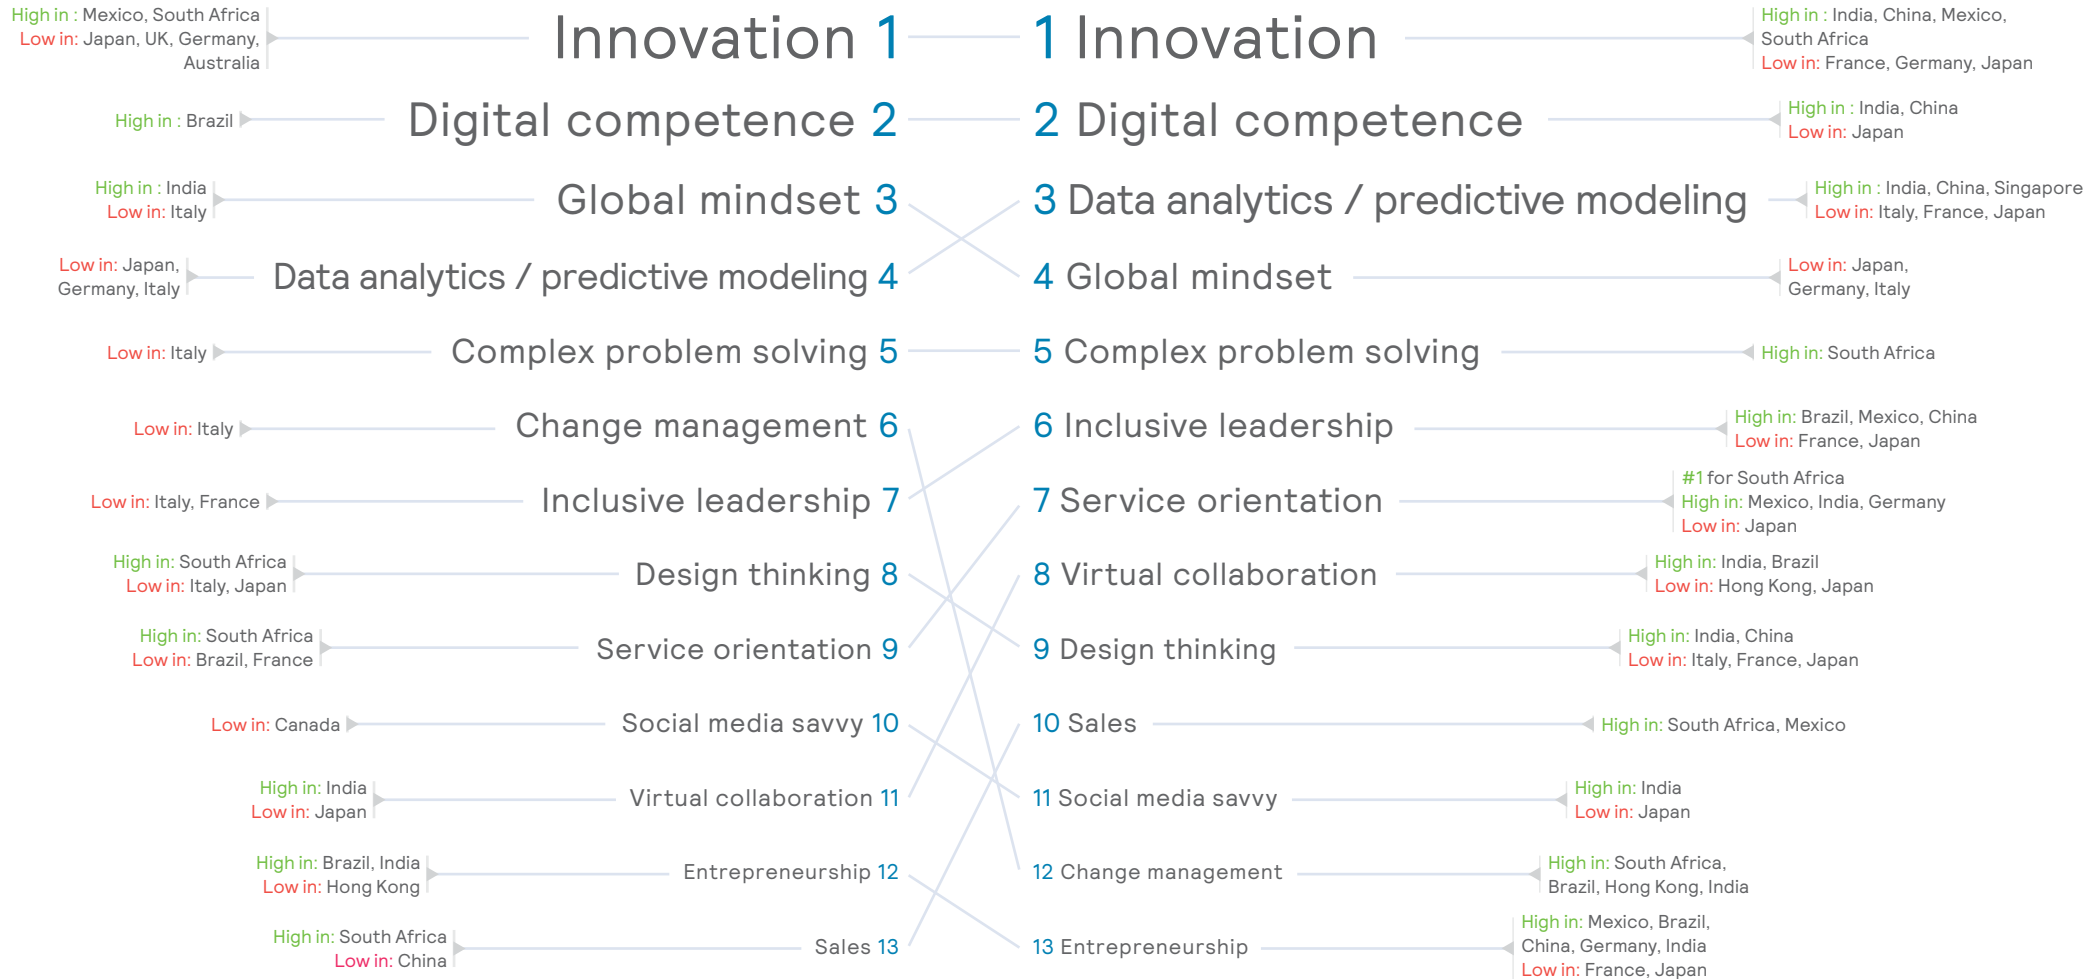 High in : Mexico, South Africa
Low in: Japan, UK, Germany,
Australia
Innovation 1
1 Innovation
High in : India, China, Mexico,
South Africa
Low in: France, Germany, Japan
High in : Brazil
Digital competence 2
2 Digital competence
High in : India, China
Low in: Japan
High in : India
Low in: Italy
Global mindset 3
3 Data analytics / predictive modeling
High in : India, China, Singapore
Low in: Italy, France, Japan
Low in: Japan,
Germany, Italy
Data analytics / predictive modeling 4
4 Global mindset
Low in: Japan,
Germany, Italy
Low in: Italy
Complex problem solving 5
5 Complex problem solving
High in: South Africa
Low in: Italy
Change management 6
6 Inclusive leadership
High in: Brazil, Mexico, China
Low in: France, Japan
Low in: Italy, France
Inclusive leadership 7
7 Service orientation
#1 for South Africa
High in: Mexico, India, Germany
Low in: Japan
High in: South Africa
Low in: Italy, Japan
Design thinking 8
8 Virtual collaboration
High in: India, Brazil
Low in: Hong Kong, Japan
High in: South Africa
Low in: Brazil, France
Service orientation 9
9 Design thinking
High in: India, China
Low in: Italy, France, Japan
Low in: Canada
Social media savvy 10
10 Sales
High in: South Africa, Mexico
High in: India
Low in: Japan
Virtual collaboration 11
11 Social media savvy
High in: India
Low in: Japan
High in: Brazil, India
Low in: Hong Kong
Entrepreneurship 12
12 Change management
High in: South Africa,
Brazil, Hong Kong, India
High in: South Africa
Low in: China
Sales 13
13 Entrepreneurship
High in: Mexico, Brazil,
China, Germany, India
Low in: France, Japan